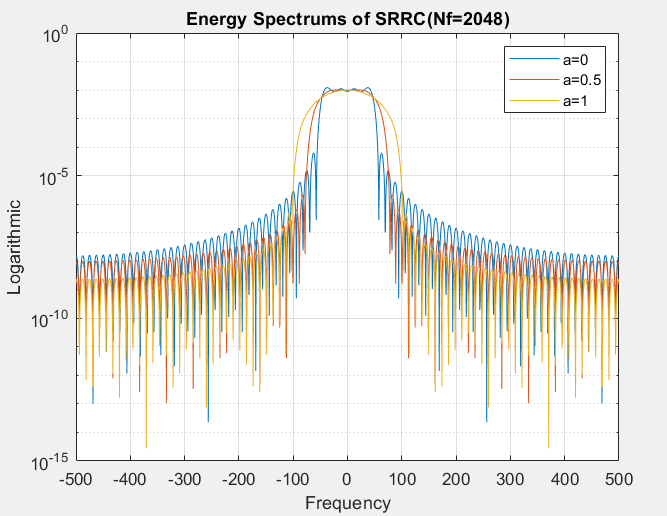 Energy Spectrums of SRRC(Nf=2048)
10^0
a=0
a=0.5
a=1
10^-5
Logarithmic
10^-10
10^-15
-500 -400 -300 -200 -100 0 100 200 300 400 500
Frequency